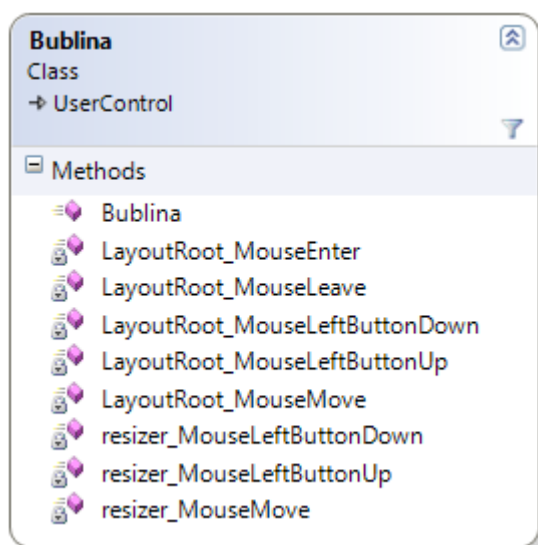 Bublina
Class
UserControl
Methods
Bublina
LayoutRoot_MouseEnter
LayoutRoot_MouseLeave
LayoutRoot_MouseLeftButtonDown
LayoutRoot_MouseLeftButtonUp
LayoutRoot_MouseMove
resizer_MouseLeftButtonDown
resizer_MouseLeftButtonUp
resizer_MouseMove